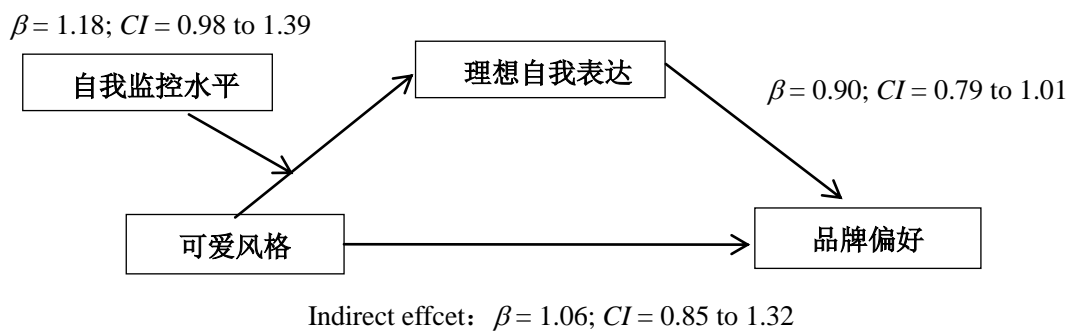 β = 1.18; CI = 0.98 to 1.39
自我监控水平
理想自我表达
β = 0.90; CI = 0.79 to 1.01
可爱风格
品牌偏好
Indirect effcet：β = 1.06; CI = 0.85 to 1.32